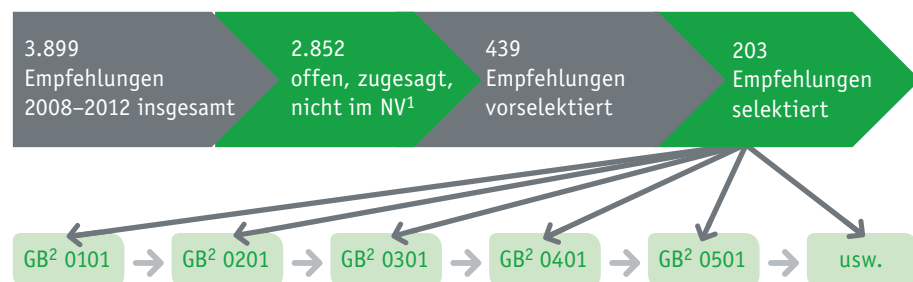 3.899
Empfehlungen
2008–2012 insgesamt
2.852
offen, zugesagt,
nicht im NV¹
439
Empfehlungen
vorselektiert
203
Empfehlungen
selektiert
GB² 0101
GB² 0201
GB² 0301
GB² 0401
GB² 0501
usw.